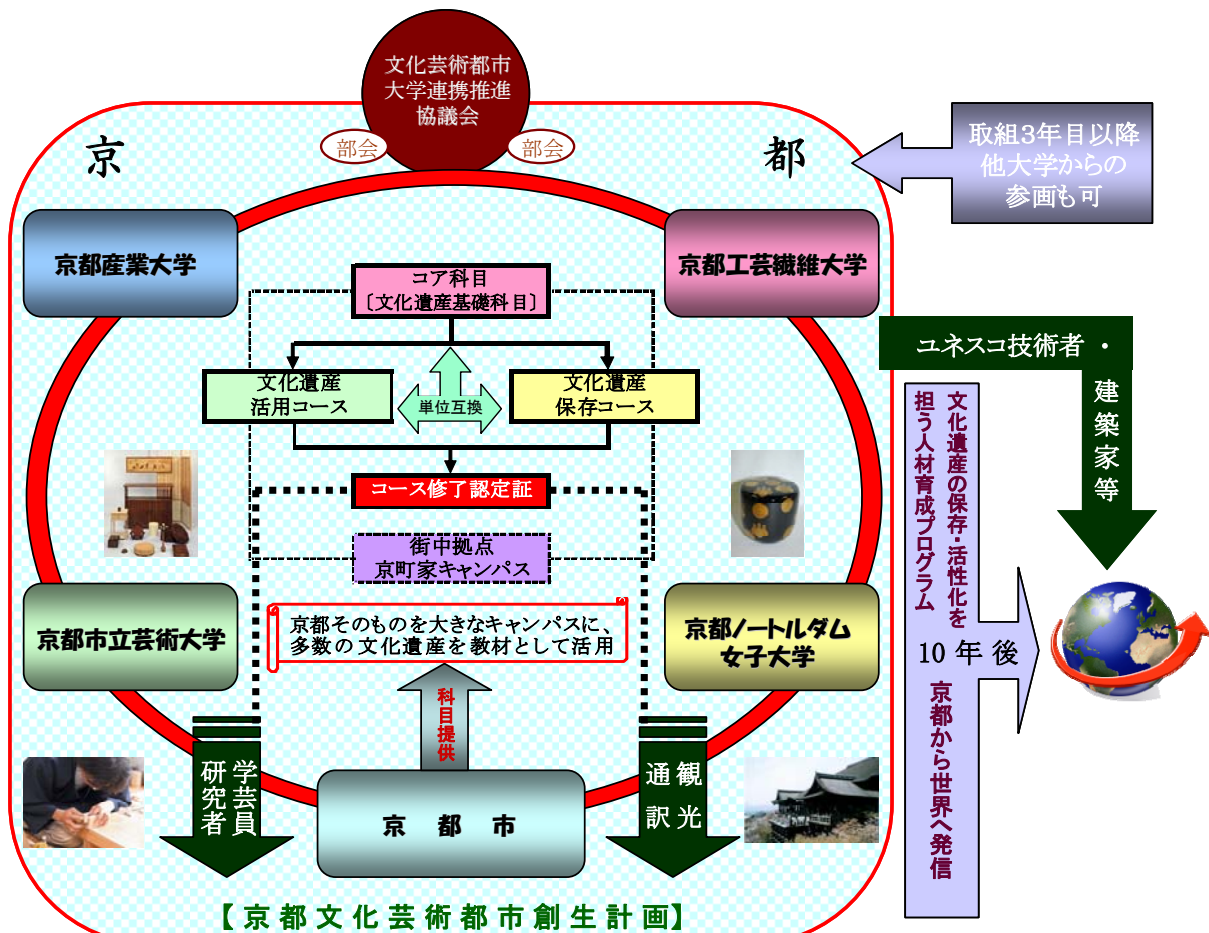 文化芸術都市
大学連携推進
協議会
部会
部会
京
都
取組3年目以降
他大学からの
参画も可
京都産業大学
京都工芸繊維大学
コア科目
〔文化遺産基礎科目〕
文化遺産
活用コース
単位互換
文化遺産
保存コース
コース修了認定証
街中拠点
京町家キャンパス
ユネスコ技術者・
建築家等
文化遺産の保存・活性化を
担う人材育成プログラム
10年後
京都から世界へ発信
京都市立芸術大学
京都そのものを大きなキャンパスに、
多数の文化遺産を教材として活用
京都ノートルダム
女子大学
科目提供
学芸員
研究者
京都市
観光
通訳
【京都文化芸術都市創生計画】